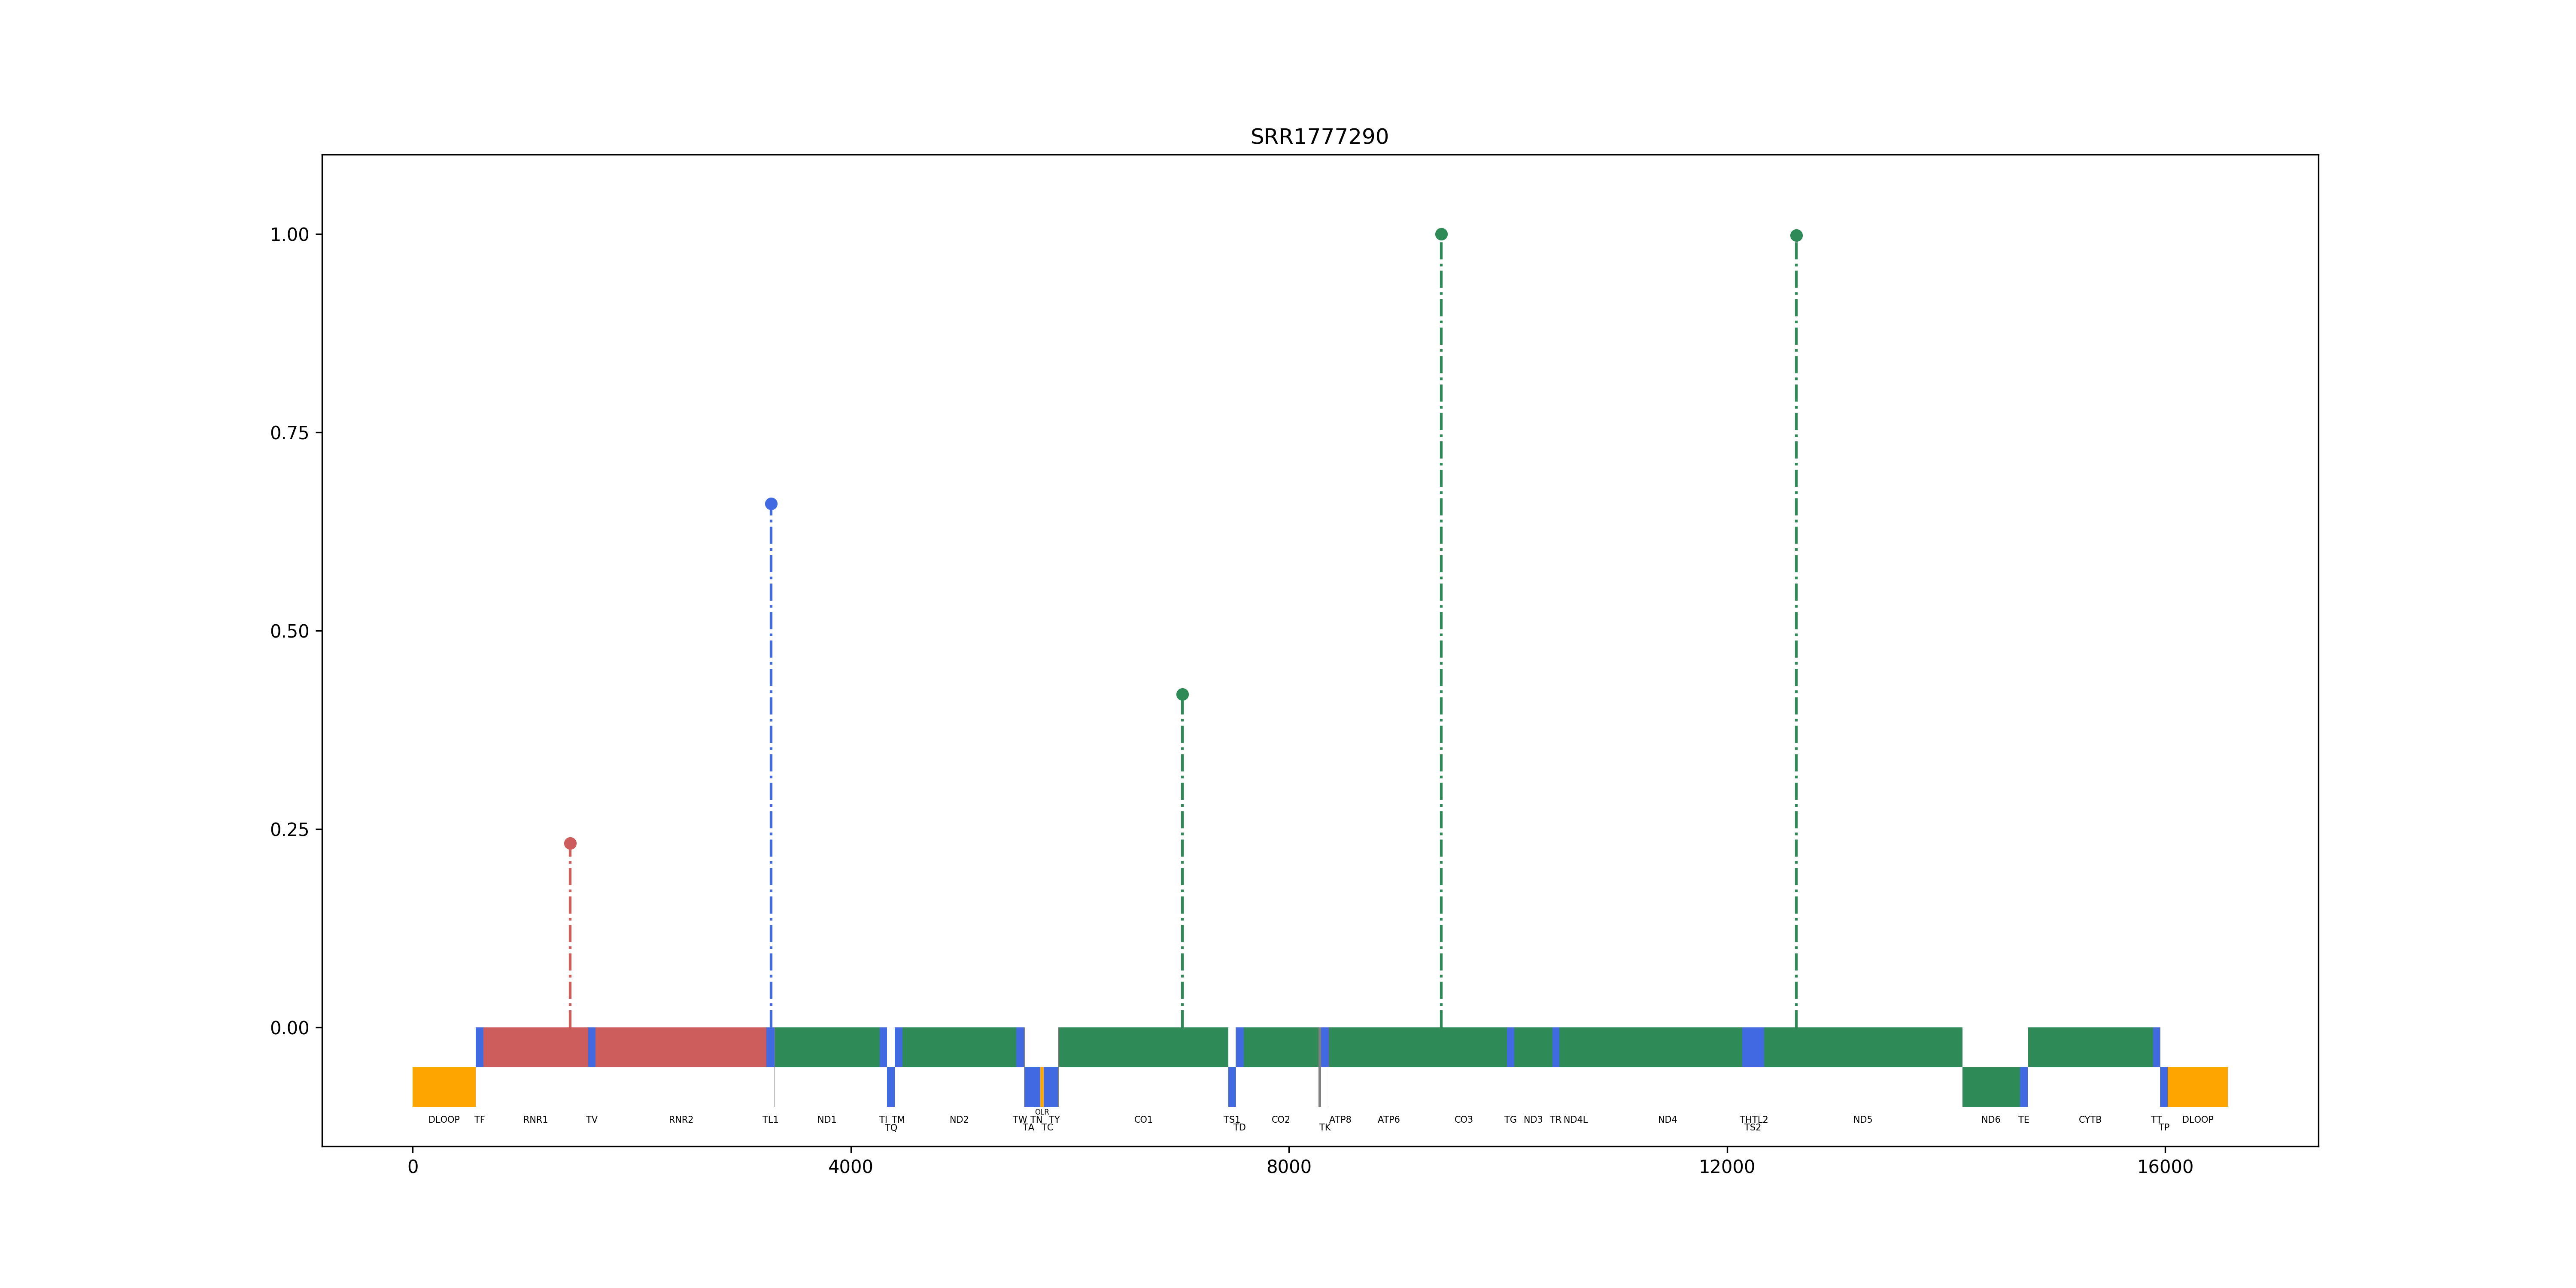 SRR1777290
1.00
0.75
0.50
0.25
0.00
OLR
DLOOP TF RNR1 TV RNR2 TL1 ND1 TI TM ND2 TW TN TY CO1 TS1 CO2 ATP8 ATP6 CO3 TG ND3 TR ND4L ND4 TH TL2 ND5 ND6 TE CYTB TT DLOOP
TQ TA TC TD TK TS2 TP
0 4000 8000 12000 16000